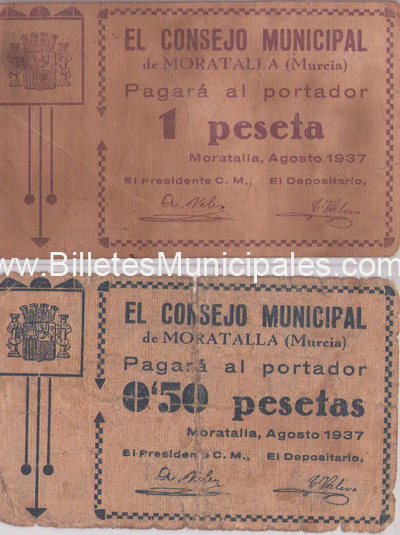 EL CONSEJO MUNICIPAL
de MORATALLA (Murcia)
Pagará al portador
1 peseta
Moratalla, Agosto 1937
El Presidente C. M., El Depositario,
www.BilletesMunicipales.com
EL CONSEJO MUNICIPAL
de MORATALLA (Murcia)
Pagará al portador
0'50 pesetas
Moratalla, Agosto 1937
El Presidente C. M., El Depositario,